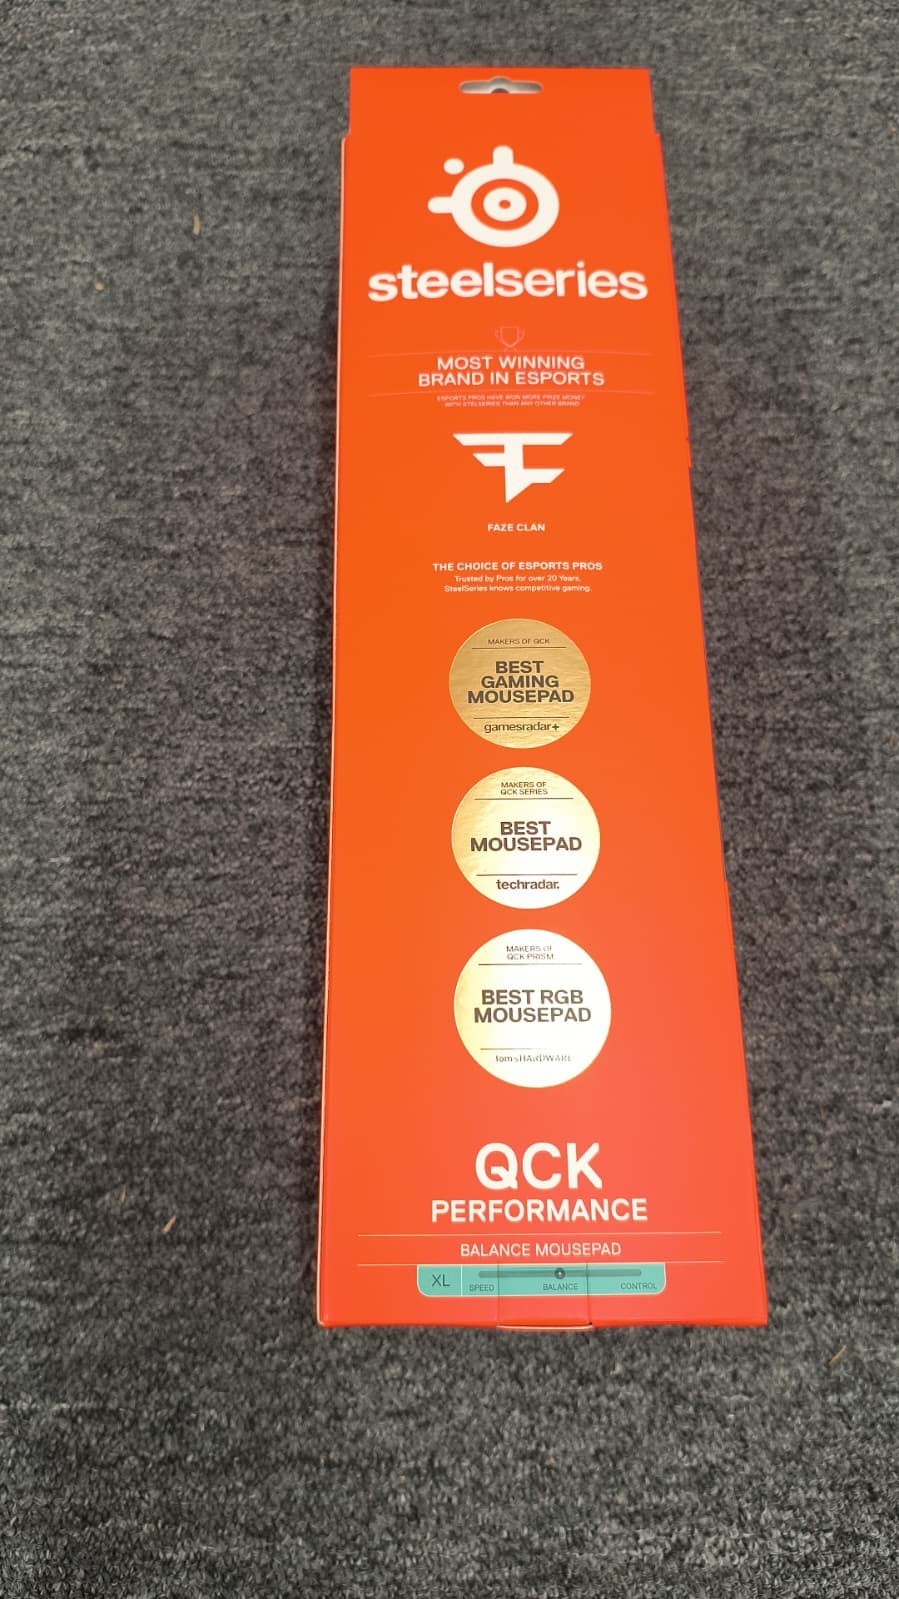 steelseries
MOST WINNING
BRAND IN ESPORTS
ESPORTS PROS HAVE WON MORE PRIZE MONEY
WITH STEELSERIES THAN ANY OTHER BRAND
FAZE CLAN
THE CHOICE OF ESPORTS PROS
Trusted by Pros for over 20 Years.
SteelSeries knows competitive gaming.
MAKERS OF QCK
BEST
GAMING
MOUSEPAD
gamesradar+
MAKERS OF
QCK SERIES
BEST
MOUSEPAD
techradar.
MAKERS OF
QCK PRISM
BEST RGB
MOUSEPAD
tom'sHARDWARE
QCK
PERFORMANCE
BALANCE MOUSEPAD
XL
SPEED BALANCE CONTROL